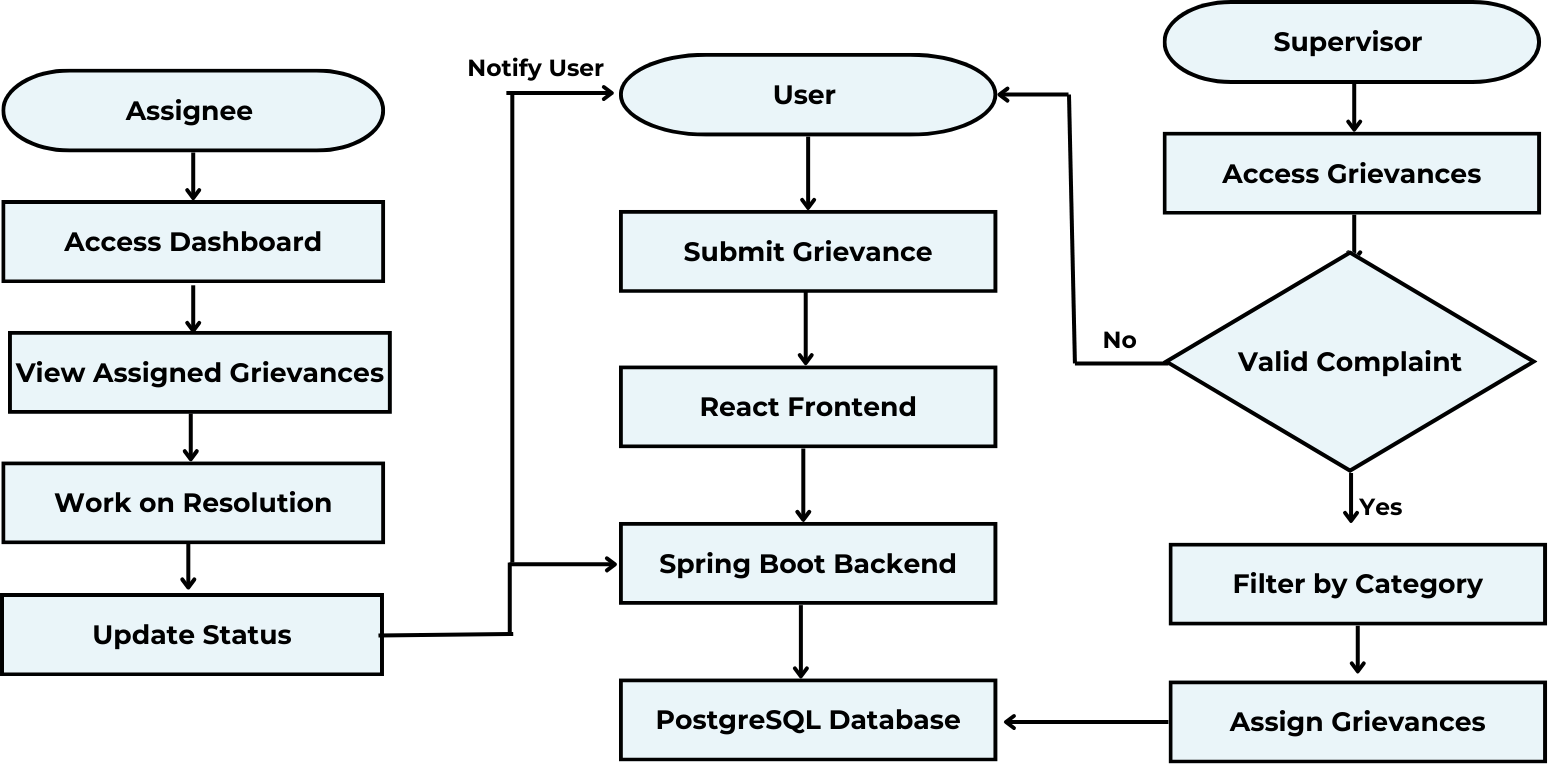 Assignee
Access Dashboard
View Assigned Grievances
Work on Resolution
Update Status
Notify User
User
Submit Grievance
React Frontend
Spring Boot Backend
PostgreSQL Database
Supervisor
Access Grievances
Valid Complaint
No
Yes
Filter by Category
Assign Grievances